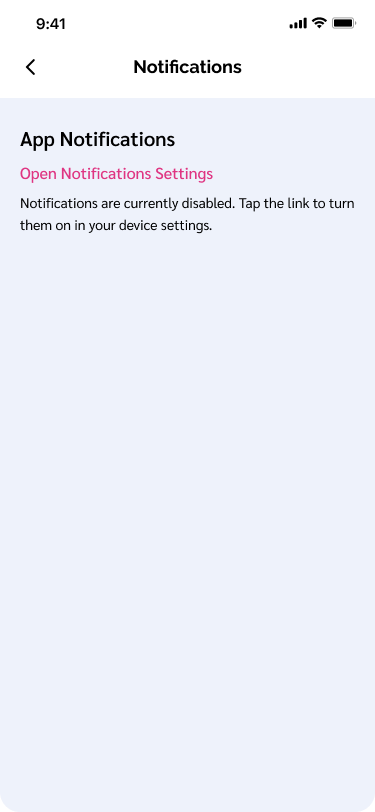 9:41
Notifications
App Notifications
Open Notifications Settings
Notifications are currently disabled. Tap the link to turn
them on in your device settings.